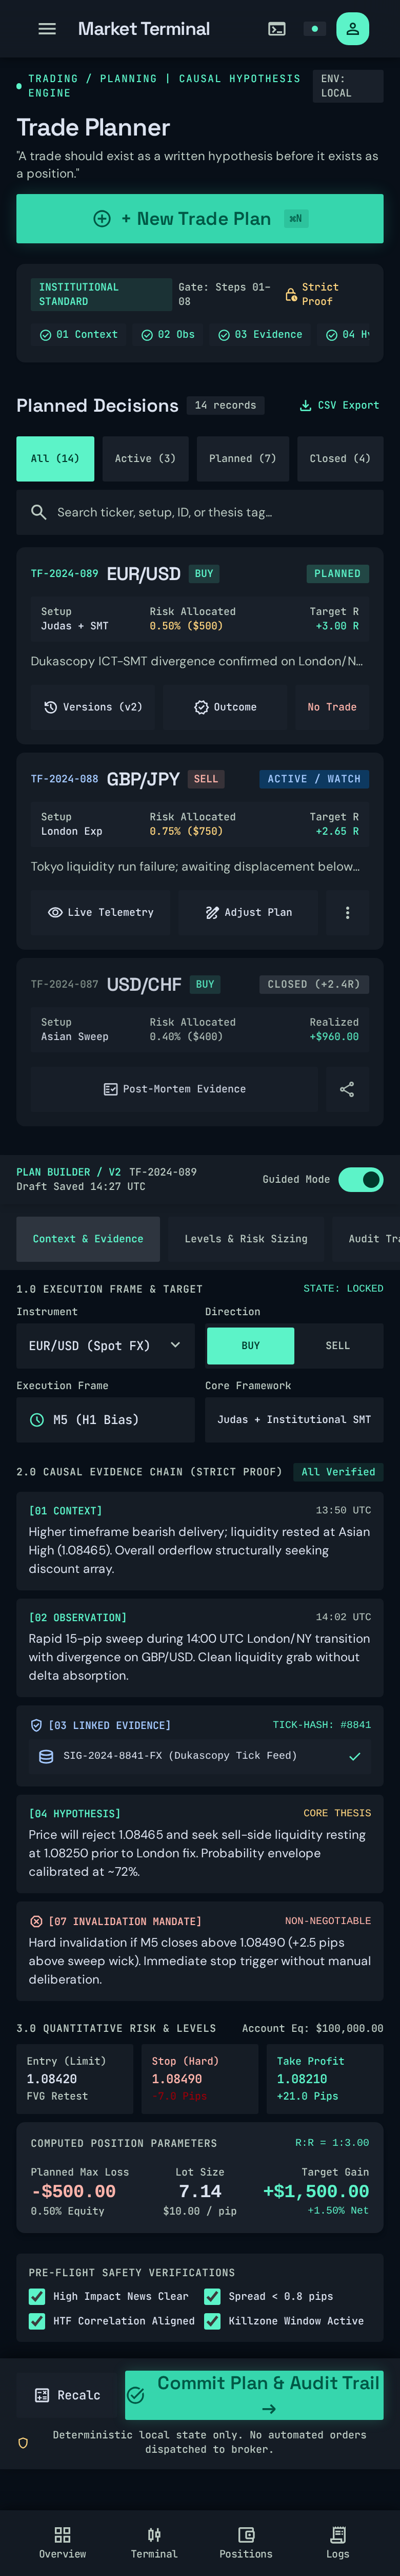 Market Terminal
TRADING / PLANNING | CAUSAL HYPOTHESIS
ENGINE
ENV:
LOCAL
Trade Planner
"A trade should exist as a written hypothesis before it exists as
a position."
+ New Trade Plan ⌘N
INSTITUTIONAL
STANDARD
Gate: Steps 01–
08
Strict
Proof
01 Context 02 Obs 03 Evidence 04
Planned Decisions 14 records CSV Export
All (14) Active (3) Planned (7) Closed (4)
Search ticker, setup, ID, or thesis tag...
TF-2024-089 EUR/USD BUY PLANNED
Setup Risk Allocated Target R
Judas + SMT 0.50% ($500) +3.00 R
Dukascopy ICT-SMT divergence confirmed on London/N...
Versions (v2) Outcome No Trade
TF-2024-088 GBP/JPY SELL ACTIVE / WATCH
Setup Risk Allocated Target R
London Exp 0.75% ($750) +2.65 R
Tokyo liquidity run failure; awaiting displacement below...
Live Telemetry Adjust Plan
TF-2024-087 USD/CHF BUY CLOSED (+2.4R)
Setup Risk Allocated Realized
Asian Sweep 0.40% ($400) +$960.00
Post-Mortem Evidence
PLAN BUILDER / V2 TF-2024-089
Draft Saved 14:27 UTC
Guided Mode
Context & Evidence Levels & Risk Sizing Audit
1.0 EXECUTION FRAME & TARGET STATE: LOCKED
Instrument Direction
EUR/USD (Spot FX) BUY SELL
Execution Frame Core Framework
M5 (H1 Bias) Judas + Institutional SMT
2.0 CAUSAL EVIDENCE CHAIN (STRICT PROOF) All Verified
[01 CONTEXT] 13:50 UTC
Higher timeframe bearish delivery; liquidity rested at Asian
High (1.08465). Overall orderflow structurally seeking
discount array.
[02 OBSERVATION] 14:02 UTC
Rapid 15-pip sweep during 14:00 UTC London/NY transition
with divergence on GBP/USD. Clean liquidity grab without
delta absorption.
[03 LINKED EVIDENCE] TICK-HASH: #8841
SIG-2024-8841-FX (Dukascopy Tick Feed)
[04 HYPOTHESIS] CORE THESIS
Price will reject 1.08465 and seek sell-side liquidity resting
at 1.08250 prior to London fix. Probability envelope
calibrated at ~72%.
[07 INVALIDATION MANDATE] NON-NEGOTIABLE
Hard invalidation if M5 closes above 1.08490 (+2.5 pips
above sweep wick). Immediate stop trigger without manual
deliberation.
3.0 QUANTITATIVE RISK & LEVELS Account Eq: $100,000.00
Entry (Limit) Stop (Hard) Take Profit
1.08420 1.08490 1.08210
FVG Retest -7.0 Pips +21.0 Pips
COMPUTED POSITION PARAMETERS R:R = 1:3.00
Planned Max Loss Lot Size Target Gain
-$500.00 7.14 +$1,500.00
0.50% Equity $10.00 / pip +1.50% Net
PRE-FLIGHT SAFETY VERIFICATIONS
High Impact News Clear Spread < 0.8 pips
HTF Correlation Aligned Killzone Window Active
Recalc Commit Plan & Audit Trail
→
Deterministic local state only. No automated orders
dispatched to broker.
Overview Terminal Positions Logs